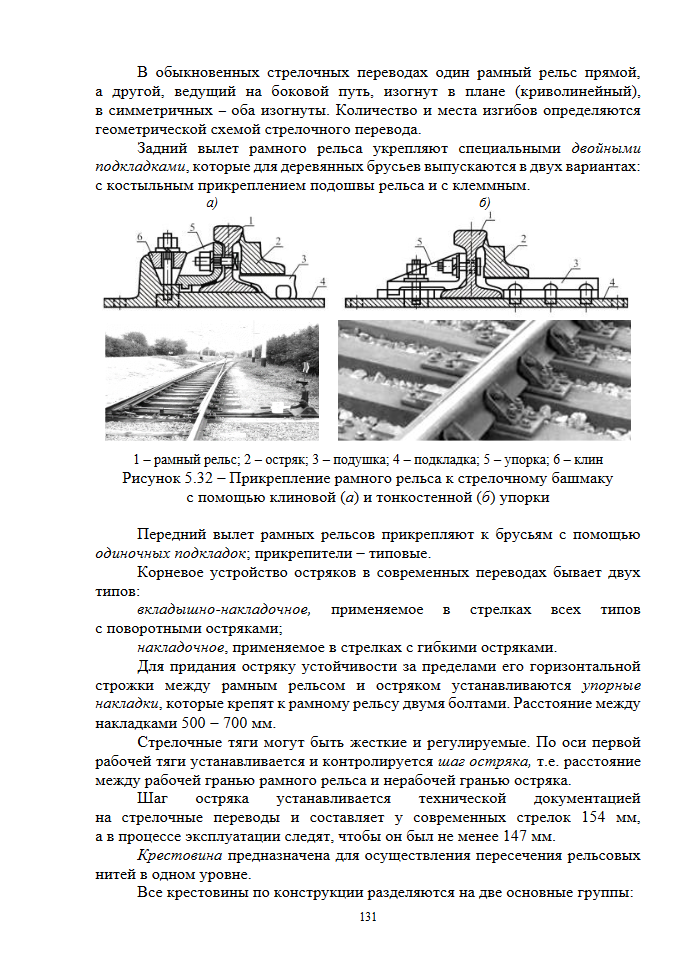 В обыкновенных стрелочных переводах один рамный рельс прямой,
а другой, ведущий на боковой путь, изогнут в плане (криволинейный),
в симметричных – оба изогнуты. Количество и места изгибов определяются
геометрической схемой стрелочного перевода.
Задний вылет рамного рельса укрепляют специальными двойными
подкладками, которые для деревянных брусьев выпускаются в двух вариантах:
с костыльным прикреплением подошвы рельса и с клеммным.
а) б)
1 2 3 4 5 6
1 2 3 4 5
1 – рамный рельс; 2 – остряк; 3 – подушка; 4 – подкладка; 5 – упорка; 6 – клин
Рисунок 5.32 – Прикрепление рамного рельса к стрелочному башмаку
с помощью клиновой (а) и тонкостенной (б) упорки
Передний вылет рамных рельсов прикрепляют к брусьям с помощью
одиночных подкладок; прикрепители – типовые.
Корневое устройство остряков в современных переводах бывает двух
типов:
вкладышно-накладочное, применяемое в стрелках всех типов
с поворотными остряками;
накладочное, применяемое в стрелках с гибкими остряками.
Для придания остряку устойчивости за пределами его горизонтальной
строжки между рамным рельсом и остряком устанавливаются упорные
накладки, которые крепят к рамному рельсу двумя болтами. Расстояние между
накладками 500 – 700 мм.
Стрелочные тяги могут быть жесткие и регулируемые. По оси первой
рабочей тяги устанавливается и контролируется шаг остряка, т.е. расстояние
между рабочей гранью рамного рельса и нерабочей гранью остряка.
Шаг остряка устанавливается технической документацией
на стрелочные переводы и составляет у современных стрелок 154 мм,
а в процессе эксплуатации следят, чтобы он был не менее 147 мм.
Крестовина предназначена для осуществления пересечения рельсовых
нитей в одном уровне.
Все крестовины по конструкции разделяются на две основные группы:
131